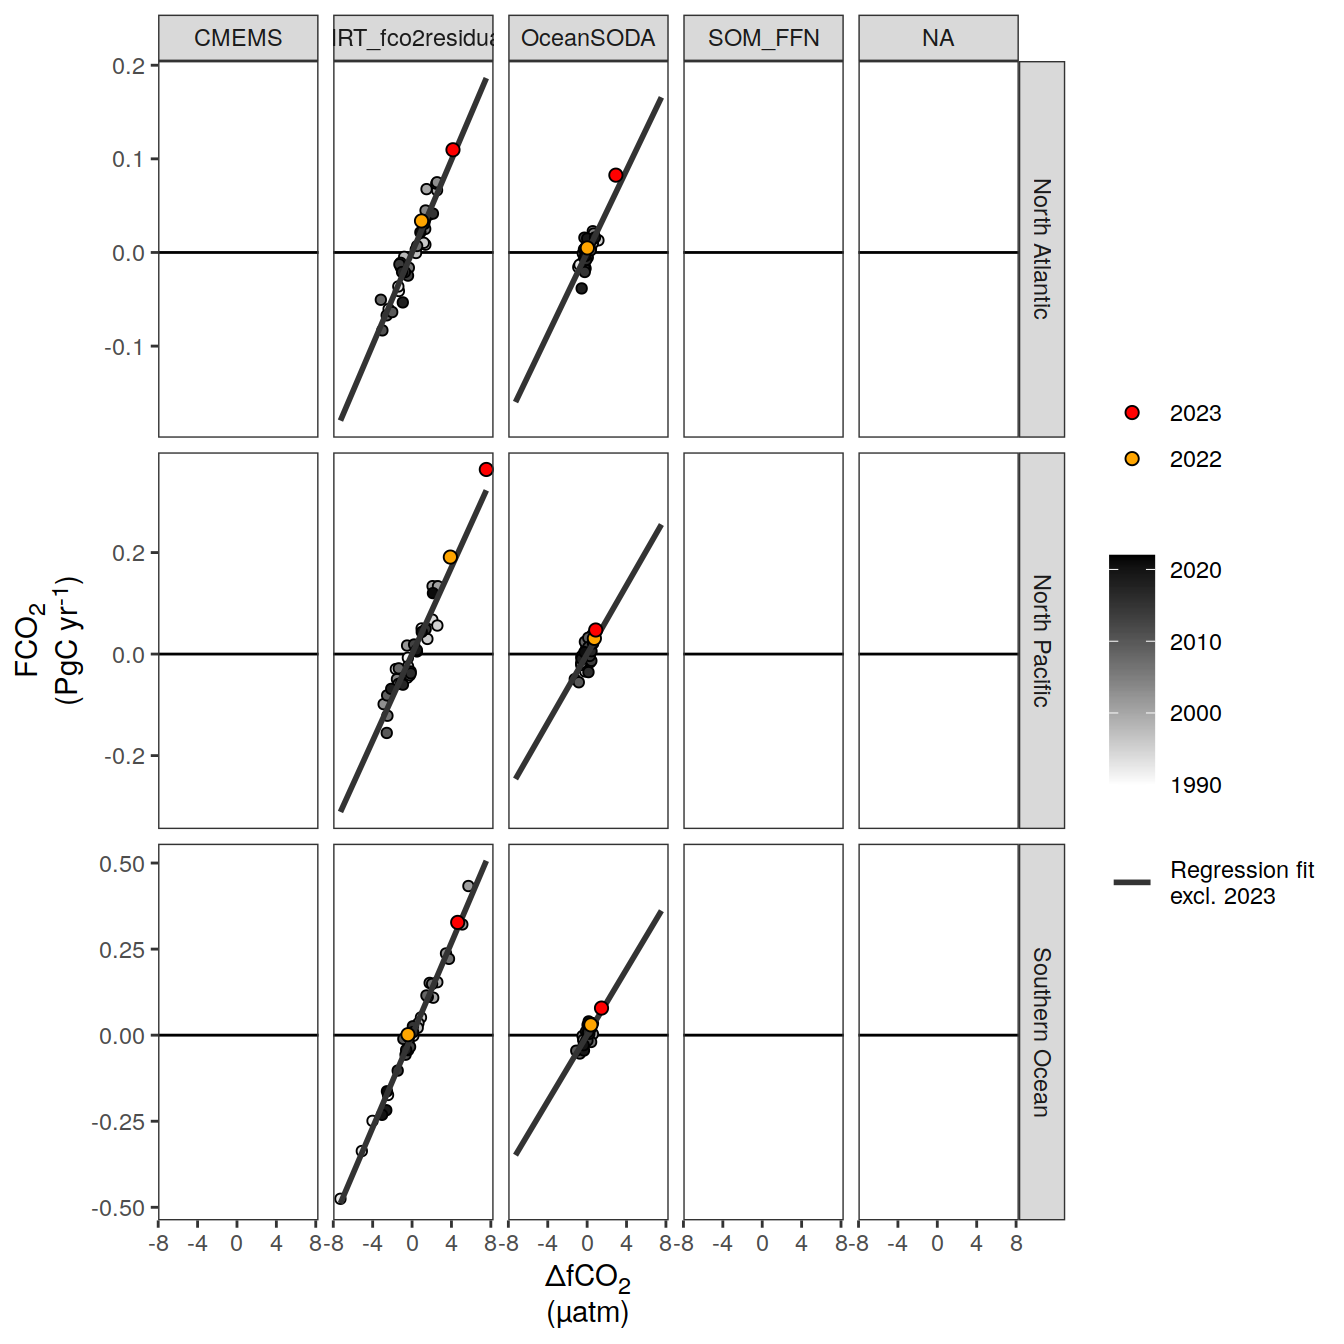 CMEMS
OceanSODA
SOM_FFN
NA
0.2
0.1
0.0
-0.1
North Atlantic
0.2
0.0
-0.2
North Pacific
0.50
0.25
0.00
-0.25
-0.50
Southern Ocean
-8 -4 0 4 8
-8 -4 0 4 8
-8 -4 0 4 8
-8 -4 0 4 8
-8 -4 0 4 8
FCO₂
(PgC yr⁻¹)
ΔfCO₂
(µatm)
2023
2022
2020
2010
2000
1990
Regression fit
excl. 2023